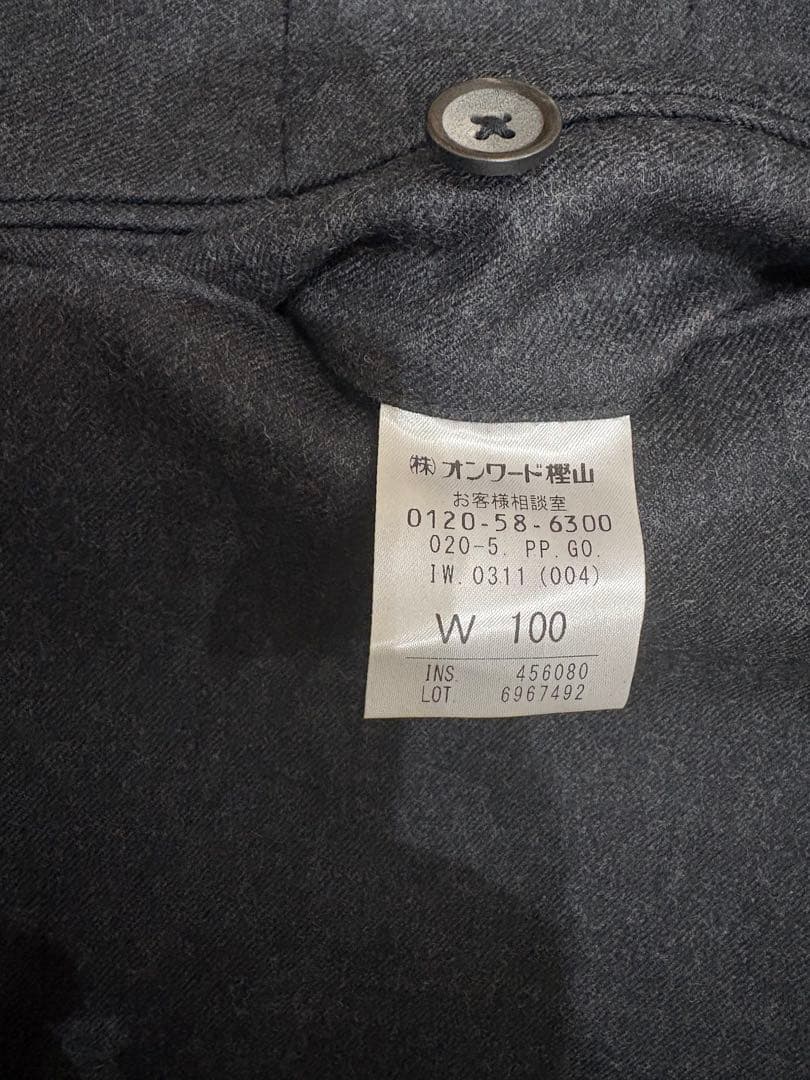 (株)オンワード樫山
お客様相談室
0120-58-6300
020-5. PP.GO.
IW.0311(004)
W 100
INS. 456080
LOT. 6967492